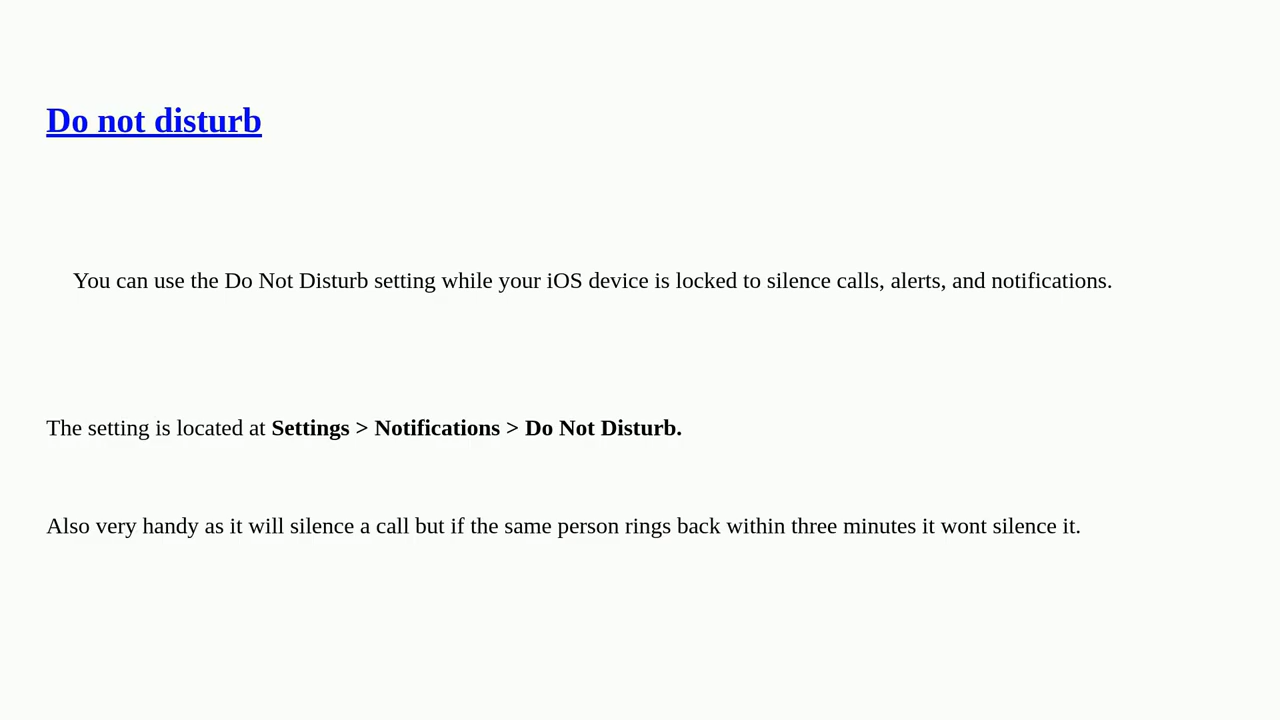 Do not disturb
You can use the Do Not Disturb setting while your iOS device is locked to silence calls, alerts, and notifications.
The setting is located at Settings > Notifications > Do Not Disturb.
Also very handy as it will silence a call but if the same person rings back within three minutes it wont silence it.